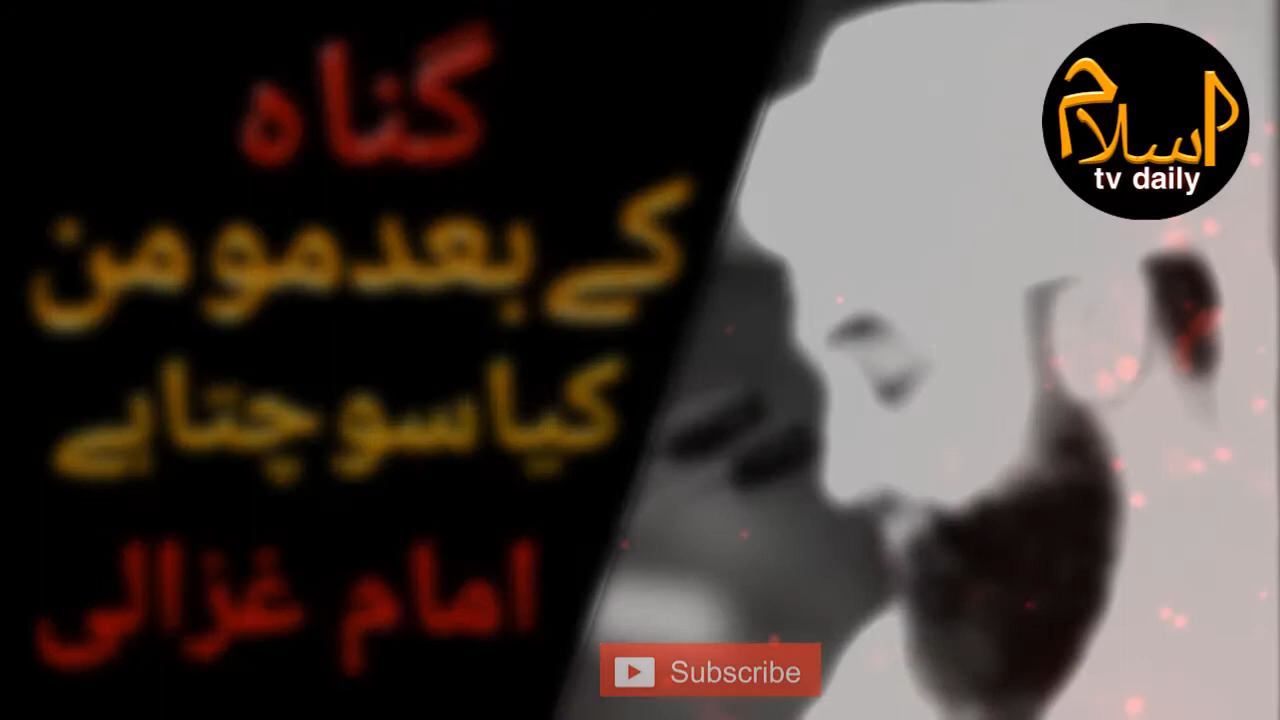 گناہ
کے بعد مومن
کیا سوچتا ہے
امام غزالی
اسلام
tv daily
Subscribe